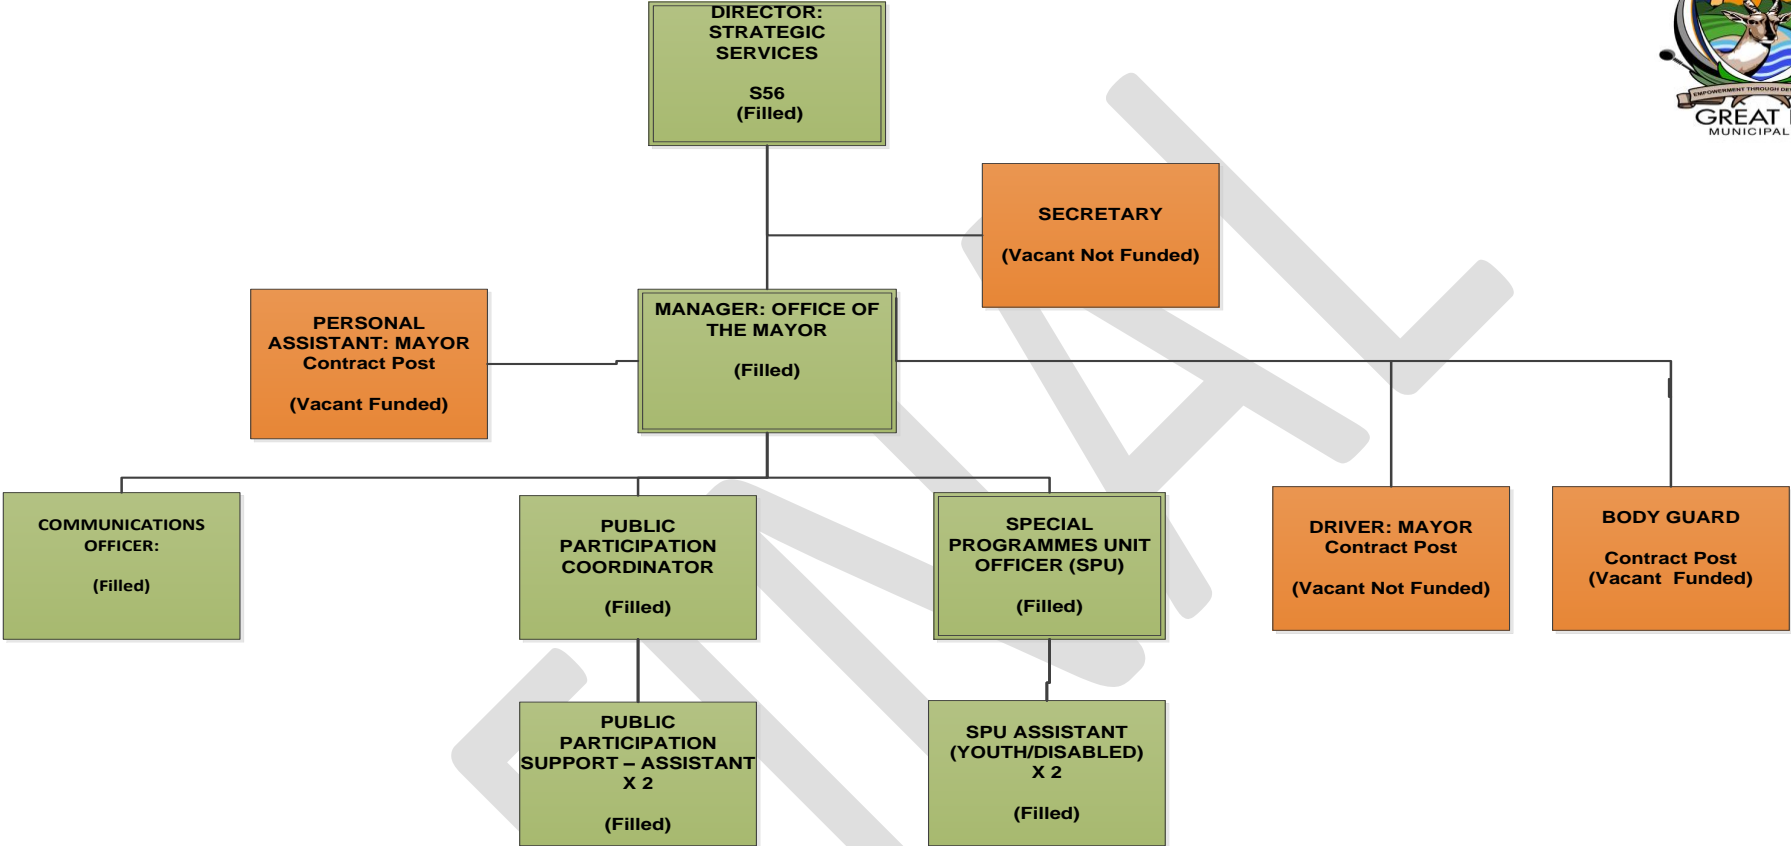 DIRECTOR:
STRATEGIC
SERVICES
S56
(Filled)
EMPOWERMENT THROUGH
GREAT
SECRETARY
(Vacant Not Funded)
PERSONAL
ASSISTANT: MAYOR
Contract Post
(Vacant Funded)
MANAGER: OFFICE OF
THE MAYOR
(Filled)
COMMUNICATIONS
OFFICER:
(Filled)
PUBLIC
PARTICIPATION
COORDINATOR
(Filled)
SPECIAL
PROGRAMMES UNIT
OFFICER (SPU)
(Filled)
DRIVER: MAYOR
Contract Post
(Vacant Not Funded)
BODY GUARD
Contract Post
(Vacant  Funded)
PUBLIC
PARTICIPATION
SUPPORT – ASSISTANT
X 2
(Filled)
SPU ASSISTANT
(YOUTH/DISABLED)
X 2
(Filled)
FINAL